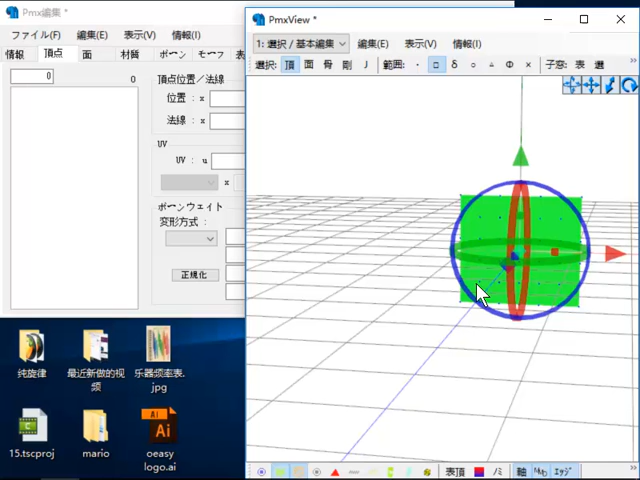 Pmx編集 *
ファイル(F) 編集(E) 表示(V) 情報(I)
情報 頂点 面 材質 ボーン モーフ 表
0 0
頂点位置/法線
位置 : x
法線 : x
UV
UV : u
x
ボーンウェイト
変形方式 :
正規化
PmxView *
1: 選択 / 基本編集 編集(E) 表示(V) 情報(I)
選択: 頂 面 骨 剛 J 範囲: · □ δ ○ △ Φ × 子窓: 表 選 »
表頂 ノミ 軸 エッジ »
纯旋律
最近新做的视
频
乐器频率表.
jpg
15.tscproj
mario
Ai
oeasy
logo.ai